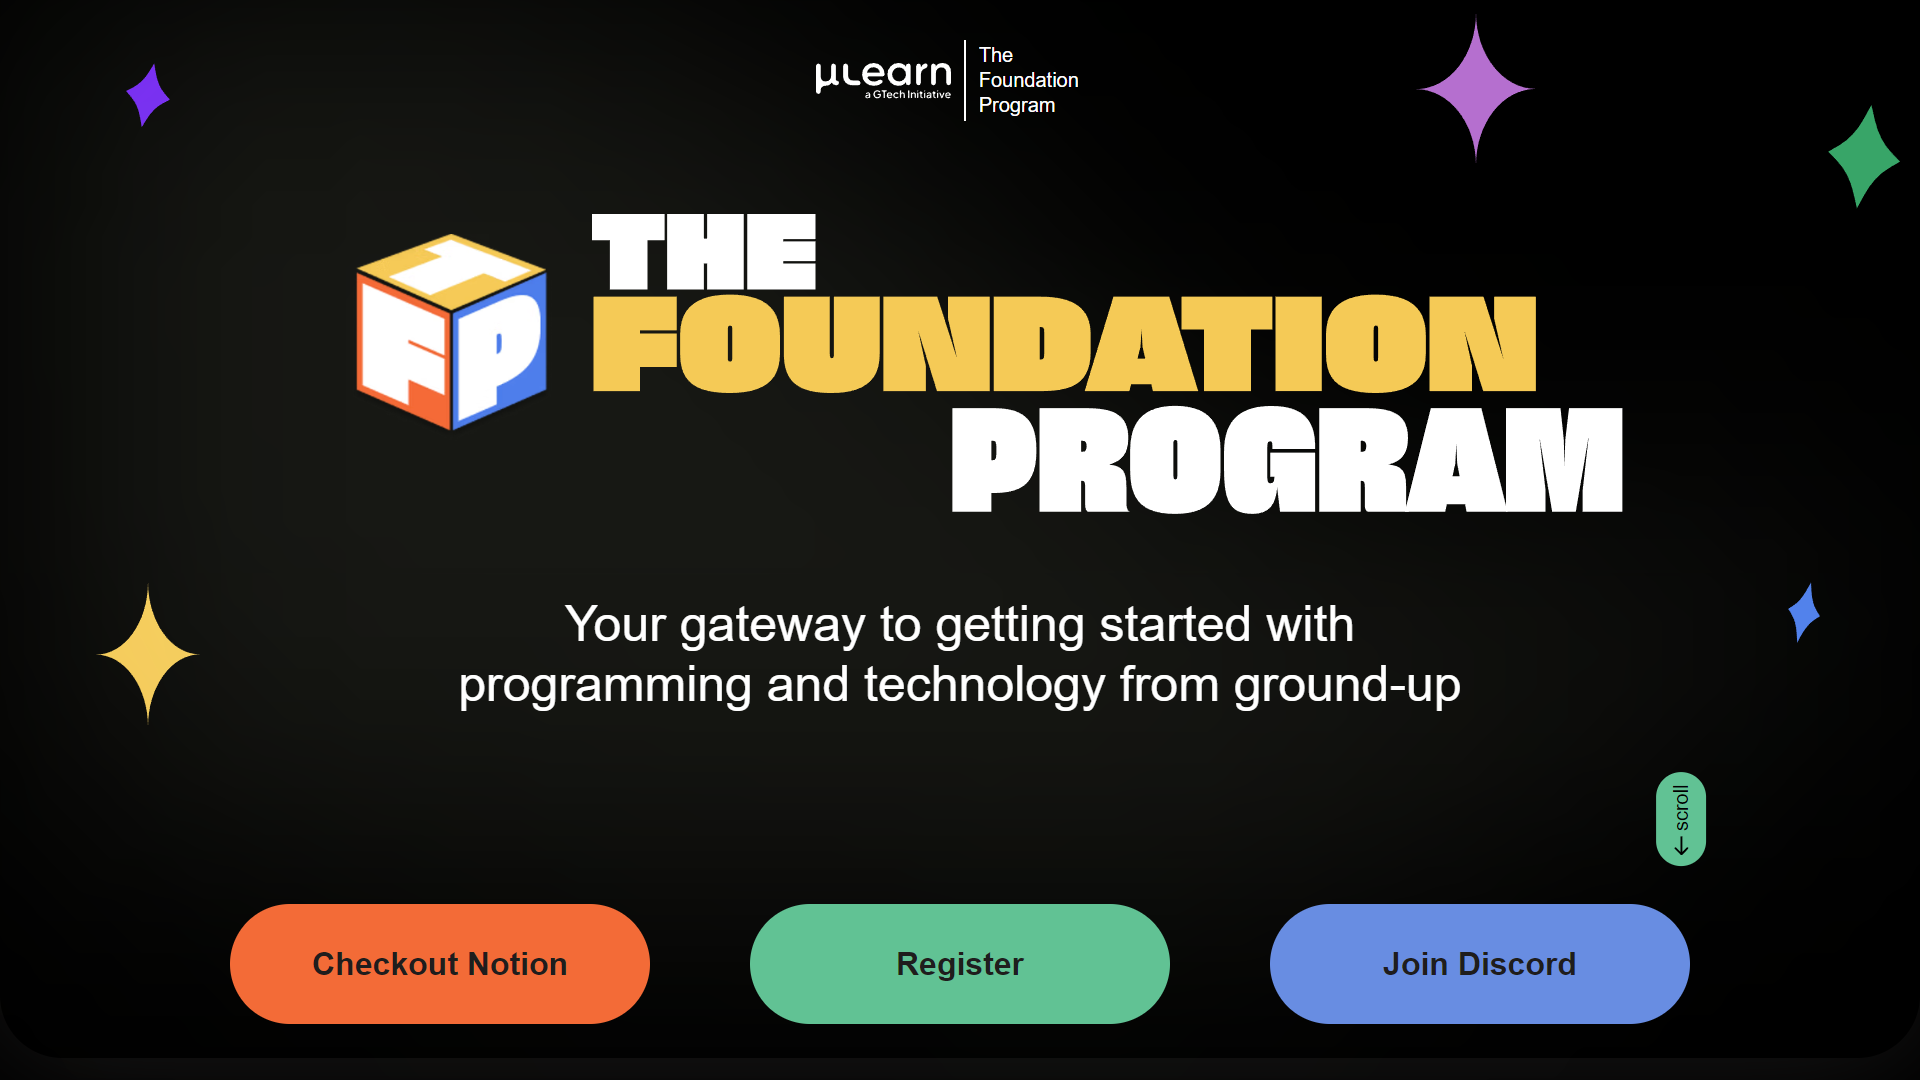 µLearn
a GTech Initiative
The
Foundation
Program
T
F P
THE
FOUNDATION
PROGRAM
Your gateway to getting started with
programming and technology from ground-up
scroll
Checkout Notion
Register
Join Discord